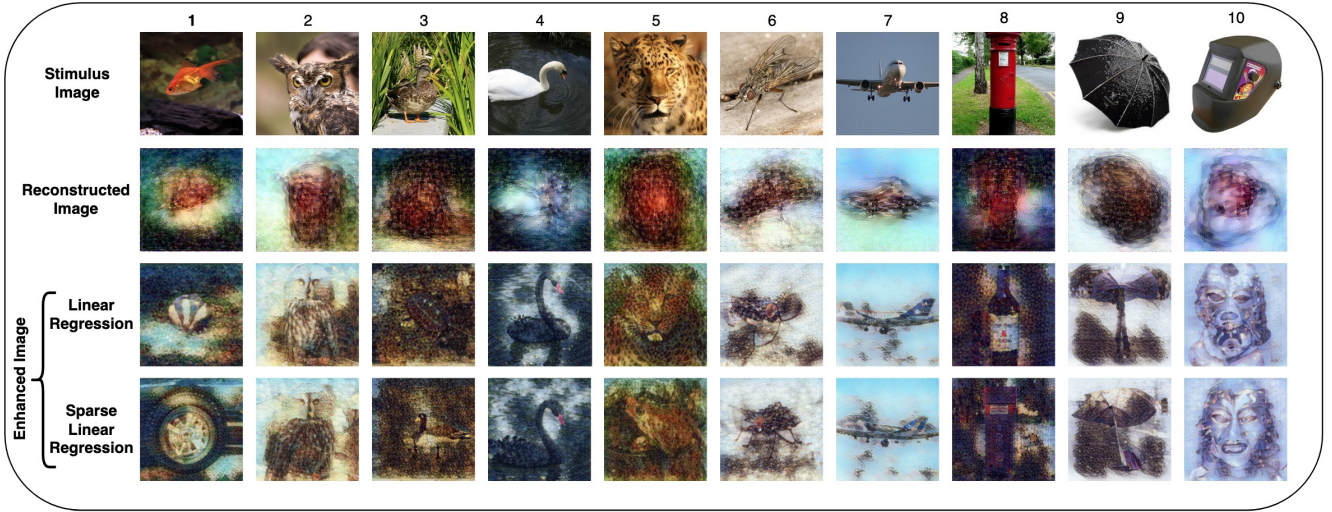 1 2 3 4 5 6 7 8 9 10
Stimulus
Image
Reconstructed
Image
Enhanced Image
Linear
Regression
Sparse
Linear
Regression